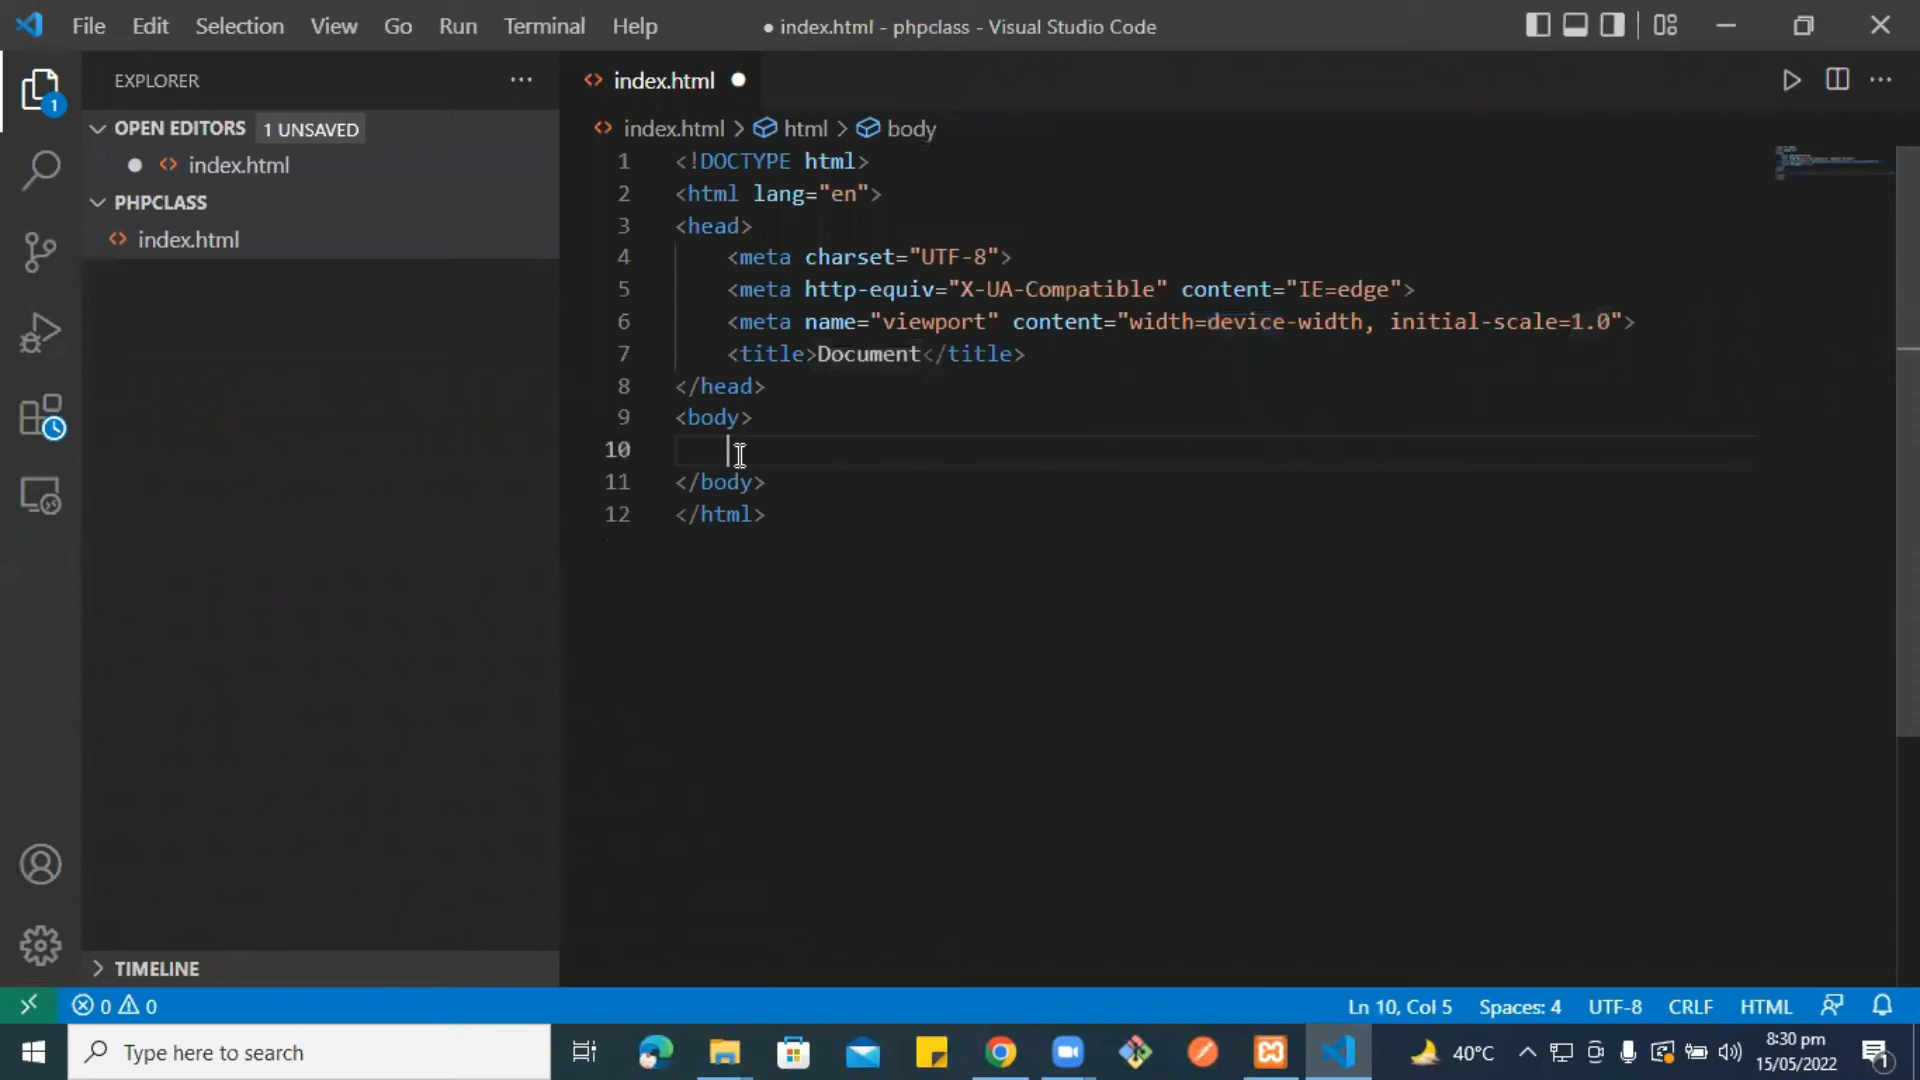 File Edit Selection View Go Run Terminal Help ● index.html - phpclass - Visual Studio Code
EXPLORER ···
index.html ●
1
OPEN EDITORS 1 UNSAVED
index.html > html > body
● index.html
PHPCLASS
index.html
1 <!DOCTYPE html>
2 <html lang="en">
3 <head>
4 <meta charset="UTF-8">
5 <meta http-equiv="X-UA-Compatible" content="IE=edge">
6 <meta name="viewport" content="width=device-width, initial-scale=1.0">
7 <title>Document</title>
8 </head>
9 <body>
10
11 </body>
12 </html>
TIMELINE
0 0 Ln 10, Col 5 Spaces: 4 UTF-8 CRLF HTML
Type here to search 40°C 8:30 pm
15/05/2022 1